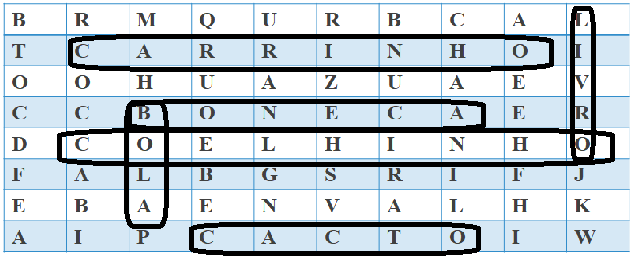 B R M Q U R B C A L
T C A R R I N H O I
O O H U A Z U A E V
C C B O N E C A E R
D C O E L H I N H O
F A L B G S R I F J
E B A E N V A L H K
A I P C A C T O I W